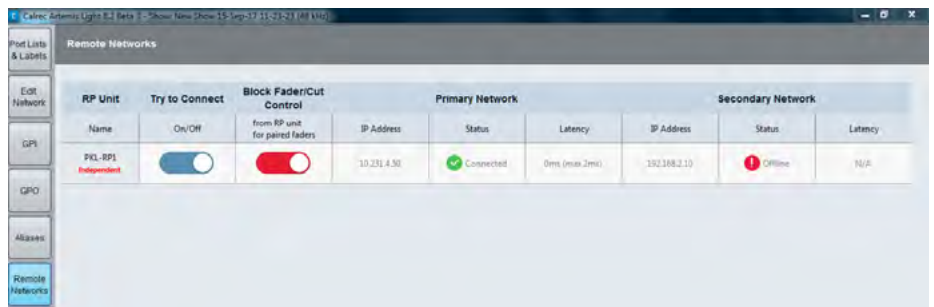 Calrec Artemis Light 8.2 Beta 3 - Show: New Show 15-Sep-17 11-23-23 (48 kHz)
Port Lists
& Labels
Remote Networks
Edit
Network
GPI
GPO
Aliases
Remote
Networks
RP Unit Try to Connect Block Fader/Cut
Control Primary Network Secondary Network
Name On/Off from RP unit
for paired faders IP Address Status Latency IP Address Status Latency
PKL-RP1
Independent 10.231.4.50 Connected 0ms (max 2ms) 192.168.2.10 Offline N/A